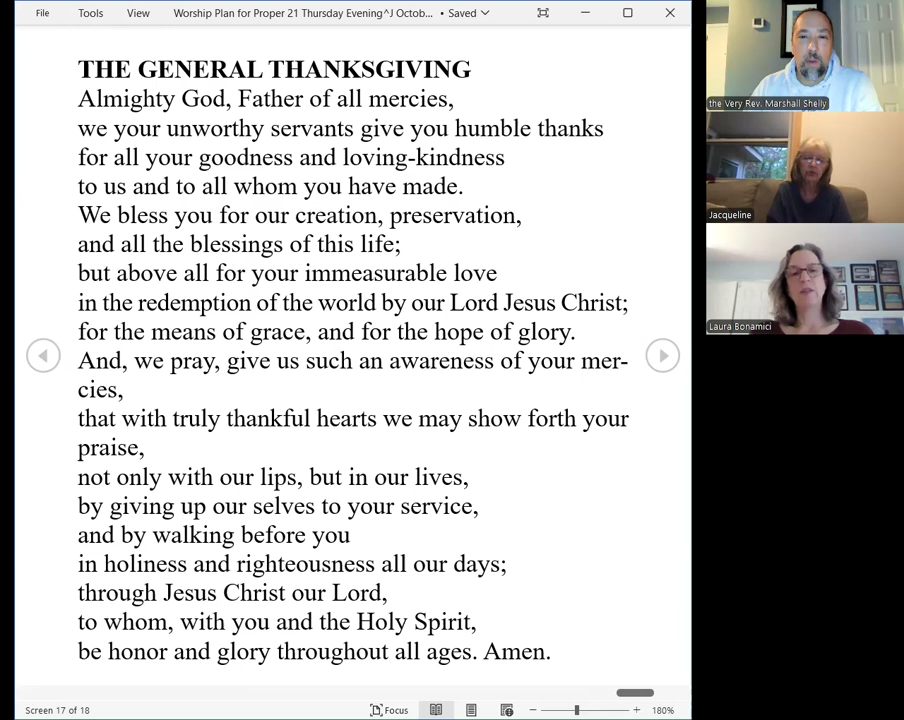 File Tools View Worship Plan for Proper 21 Thursday Evening^J Octob... • Saved
THE GENERAL THANKSGIVING
Almighty God, Father of all mercies,
we your unworthy servants give you humble thanks
for all your goodness and loving-kindness
to us and to all whom you have made.
We bless you for our creation, preservation,
and all the blessings of this life;
but above all for your immeasurable love
in the redemption of the world by our Lord Jesus Christ;
for the means of grace, and for the hope of glory.
And, we pray, give us such an awareness of your mer-
cies,
that with truly thankful hearts we may show forth your
praise,
not only with our lips, but in our lives,
by giving up our selves to your service,
and by walking before you
in holiness and righteousness all our days;
through Jesus Christ our Lord,
to whom, with you and the Holy Spirit,
be honor and glory throughout all ages. Amen.
Screen 17 of 18 Focus 180%
the Very Rev. Marshall Shelly
Jacqueline
Laura Bonamici